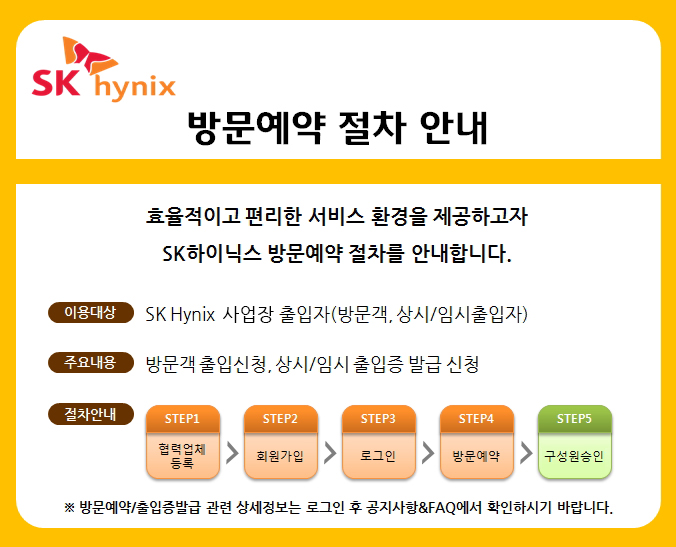 SK hynix
방문예약 절차 안내
효율적이고 편리한 서비스 환경을 제공하고자
SK하이닉스 방문예약 절차를 안내합니다.
이용대상 SK Hynix 사업장 출입자(방문객, 상시/임시출입자)
주요내용 방문객 출입신청, 상시/임시 출입증 발급 신청
절차안내
STEP1
협력업체
등록
STEP2
회원가입
STEP3
로그인
STEP4
방문예약
STEP5
구성원승인
※ 방문예약/출입증발급 관련 상세정보는 로그인 후 공지사항&FAQ에서 확인하시기 바랍니다.